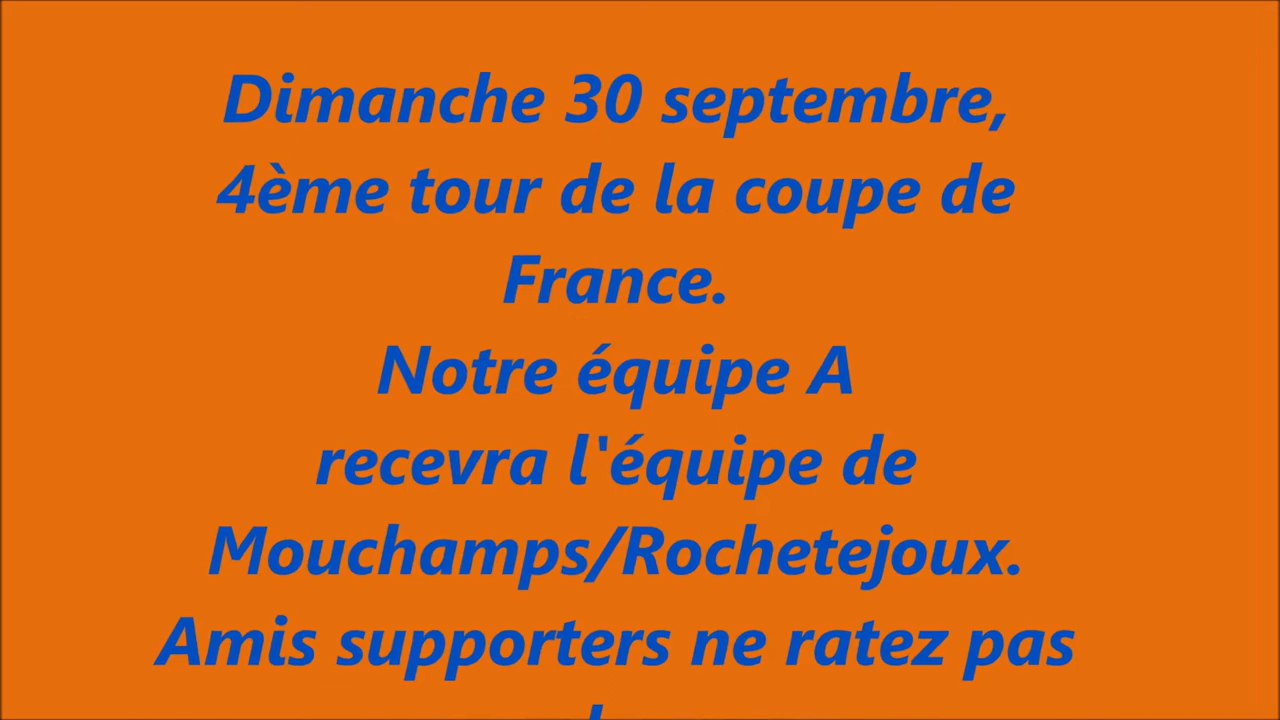 Dimanche 30 septembre,
4ème tour de la coupe de
France.
Notre équipe A
recevra l'équipe de
Mouchamps/Rochetejoux.
Amis supporters ne ratez pas